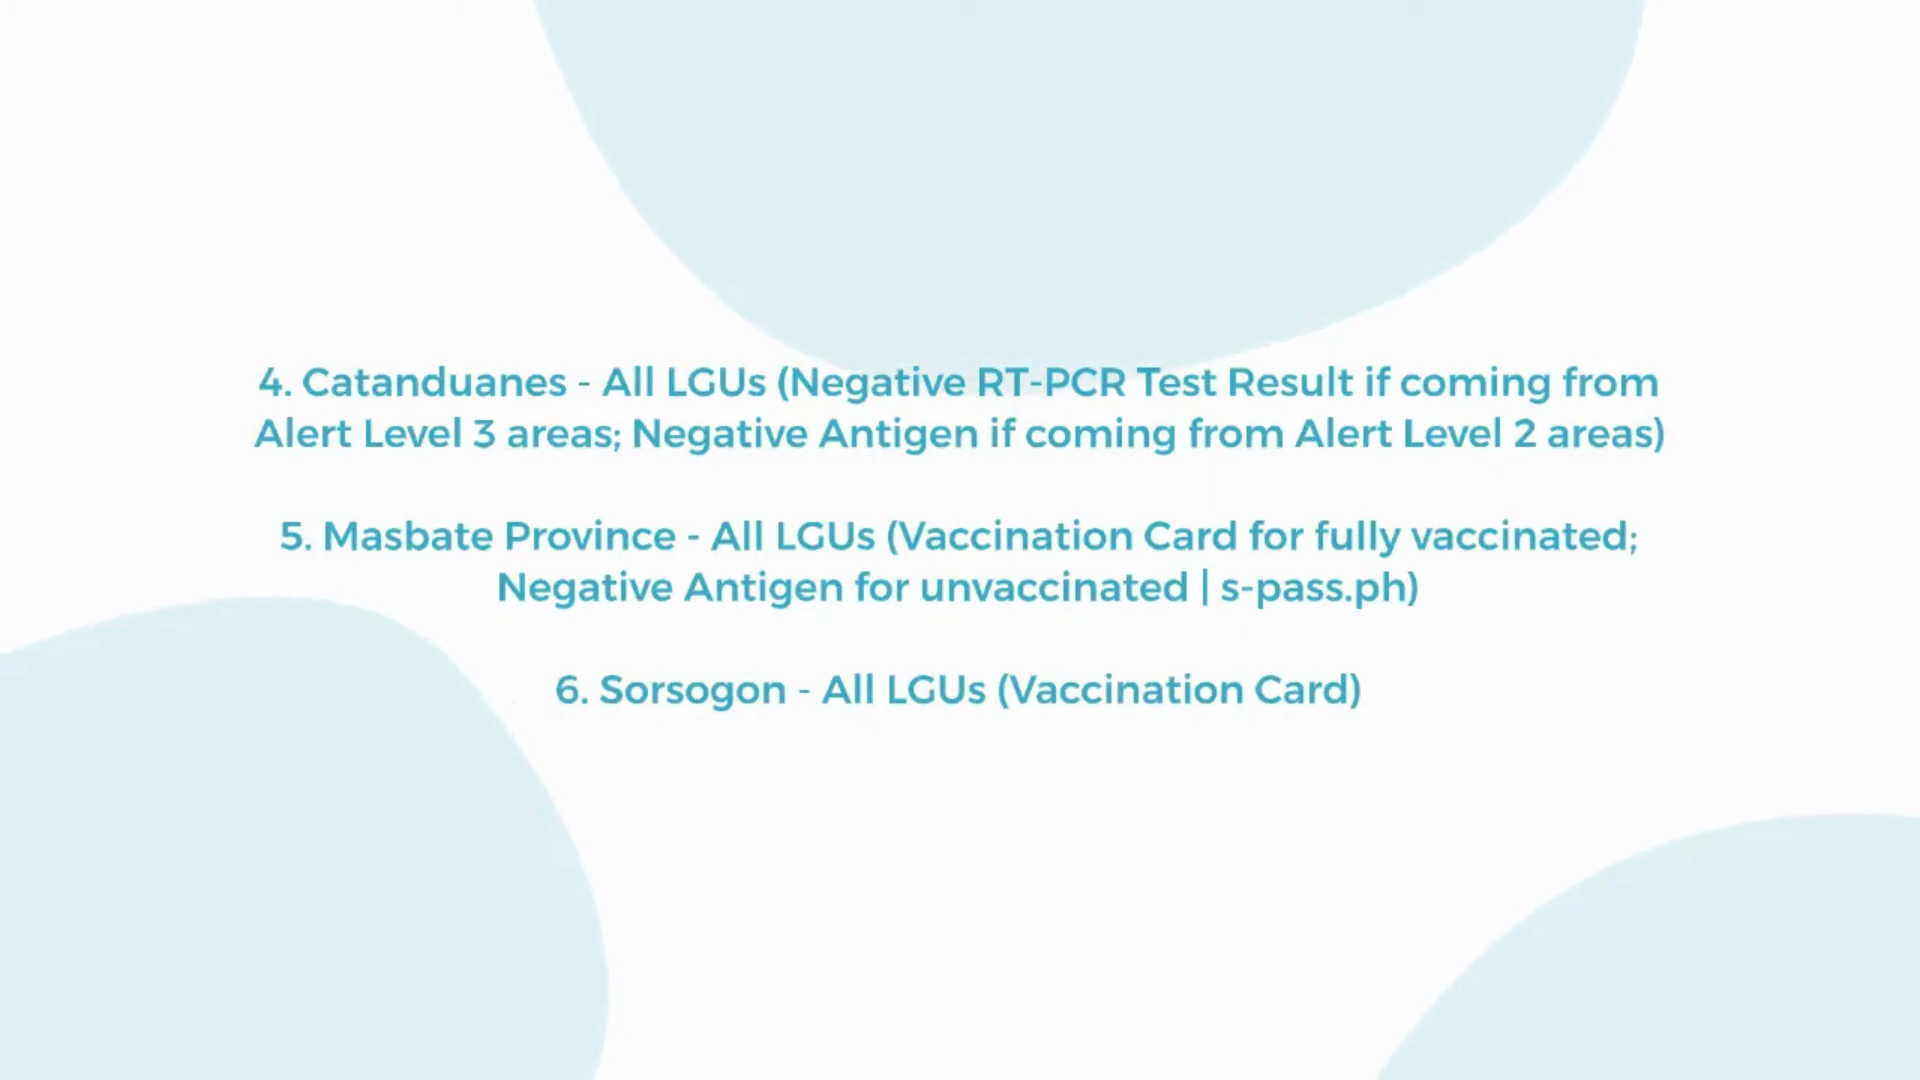 4. Catanduanes - All LGUs (Negative RT-PCR Test Result if coming from
Alert Level 3 areas; Negative Antigen if coming from Alert Level 2 areas)
5. Masbate Province - All LGUs (Vaccination Card for fully vaccinated;
Negative Antigen for unvaccinated | s-pass.ph)
6. Sorsogon - All LGUs (Vaccination Card)